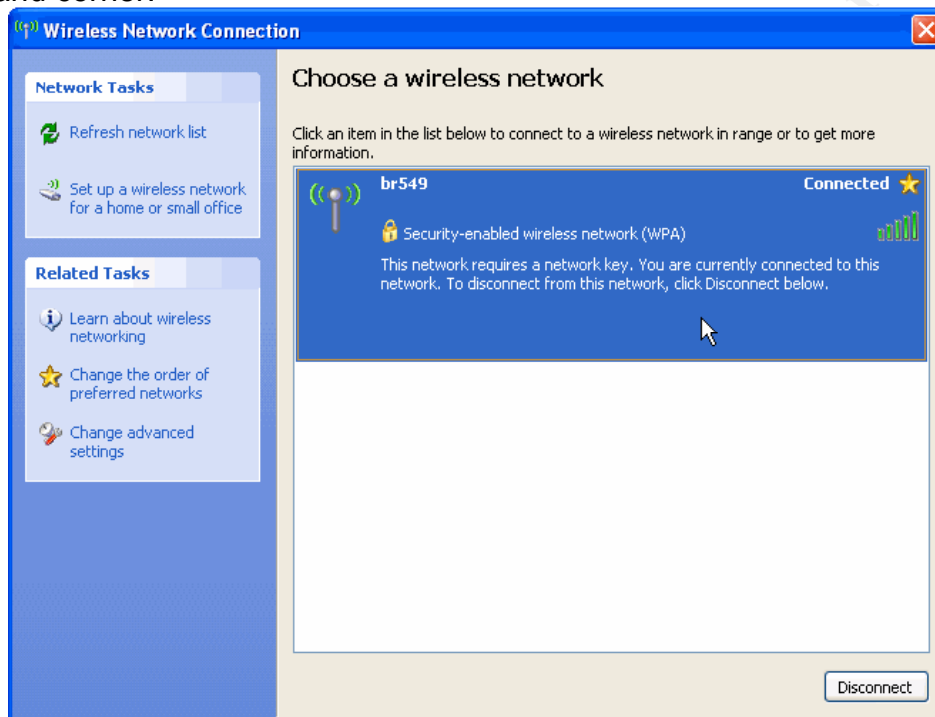 and corner.
Wireless Network Connection
Network Tasks
Refresh network list
Set up a wireless network
for a home or small office
Related Tasks
Learn about wireless
networking
Change the order of
preferred networks
Change advanced
settings
Choose a wireless network
Click an item in the list below to connect to a wireless network in range or to get more
information.
br549 Connected
Security-enabled wireless network (WPA)
This network requires a network key. You are currently connected to this
network. To disconnect from this network, click Disconnect below.
Disconnect